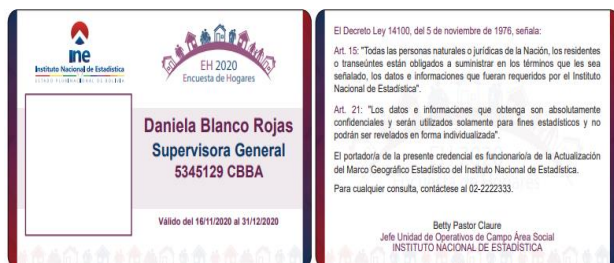 ine
Instituto Nacional de Estadística
ESTADO PLURINACIONAL DE BOLIVIA
EH 2020
Encuesta de Hogares
Daniela Blanco Rojas
Supervisora General
5345129 CBBA
Válido del 16/11/2020 al 31/12/2020
El Decreto Ley 14100, del 5 de noviembre de 1976, señala:
Art. 15: "Todas las personas naturales o jurídicas de la Nación, los residentes
o transeúntes están obligados a suministrar en los términos que les sea
señalado, los datos e informaciones que fueran requeridos por el Instituto
Nacional de Estadística".
Art. 21: "Los datos e informaciones que obtenga son absolutamente
confidenciales y serán utilizados solamente para fines estadísticos y no
podrán ser revelados en forma individualizada".
El portador/a de la presente credencial es funcionario/a de la Actualización
del Marco Geográfico Estadístico del Instituto Nacional de Estadística.
Para cualquier consulta, contáctese al 02-2222333.
Betty Pastor Claure
Jefe Unidad de Operativos de Campo Área Social
INSTITUTO NACIONAL DE ESTADÍSTICA